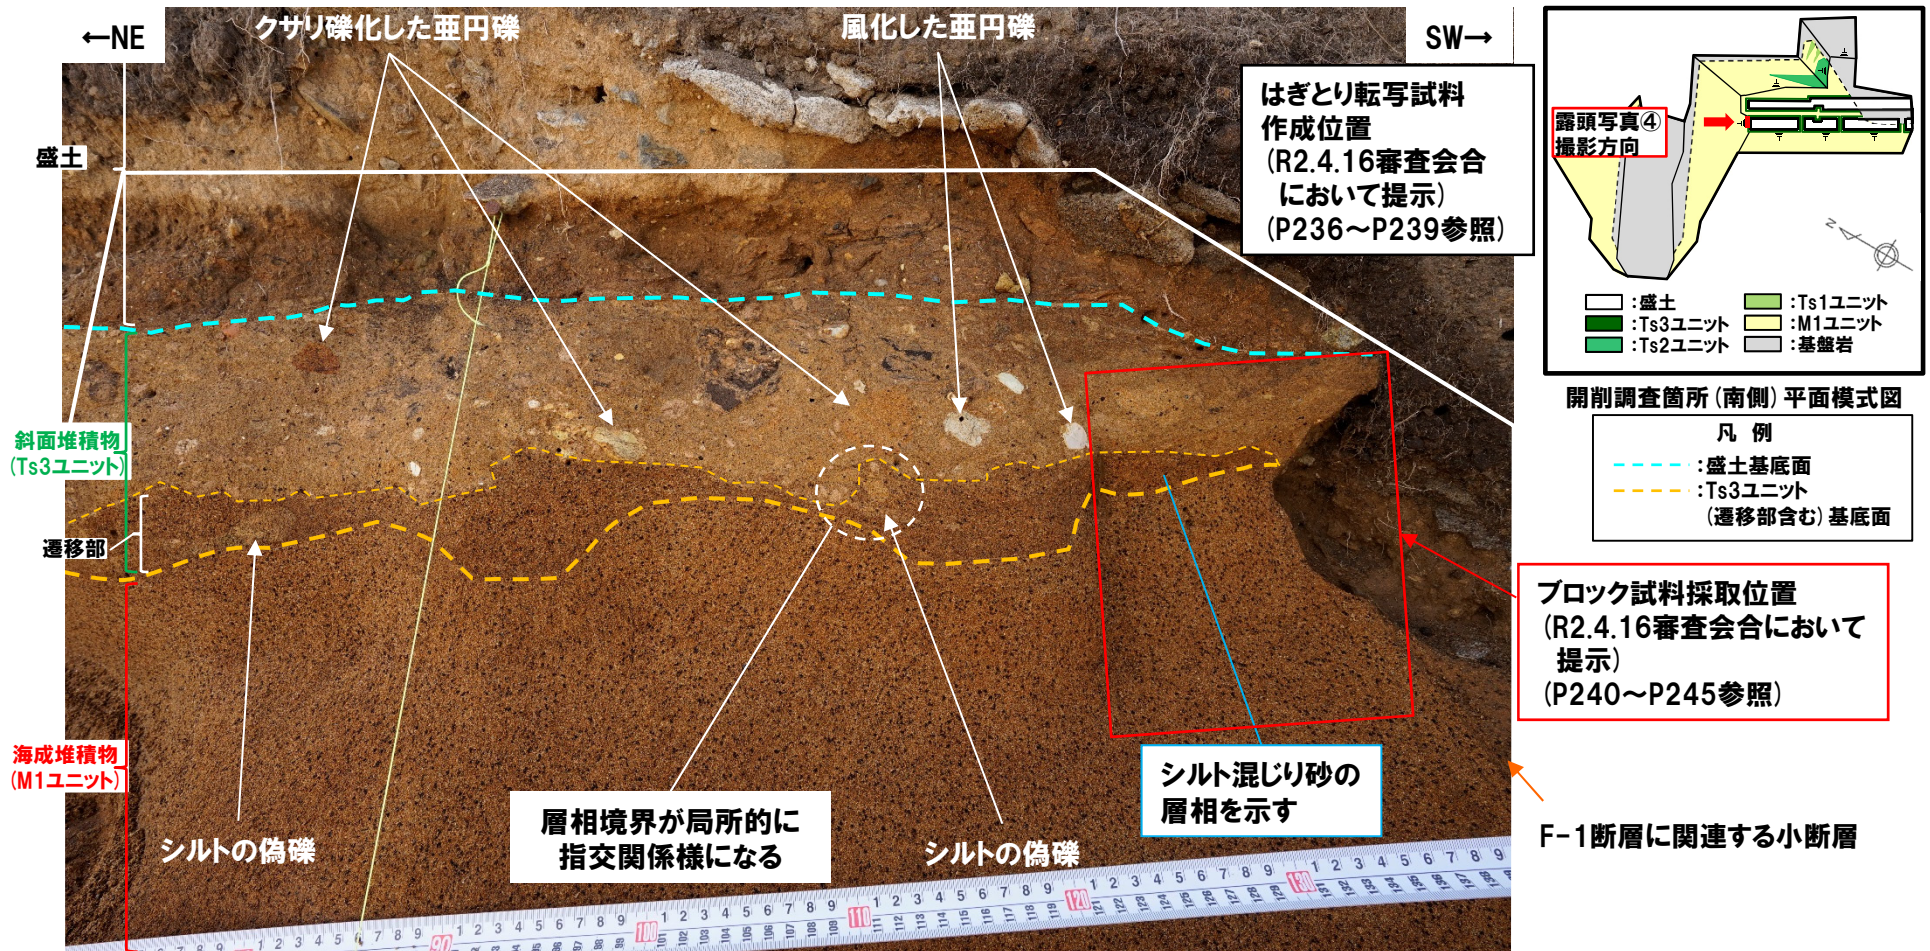 ←NE
クサリ礫化した亜円礫
風化した亜円礫
SW→
盛土
はぎとり転写試料
作成位置
(R2.4.16審査会合
において提示)
(P236～P239参照)
露頭写真④
撮影方向
N
:盛土
:Ts3ユニット
:Ts2ユニット
:Ts1ユニット
:M1ユニット
:基盤岩
開削調査箇所(南側)平面模式図
凡 例
:盛土基底面
:Ts3ユニット
(遷移部含む)基底面
斜面堆積物
(Ts3ユニット)
遷移部
ブロック試料採取位置
(R2.4.16審査会合において
提示)
(P240～P245参照)
海成堆積物
(M1ユニット)
シルト混じり砂の
層相を示す
層相境界が局所的に
指交関係様になる
シルトの偽礫
シルトの偽礫
F-1断層に関連する小断層
90
100
110
120
130